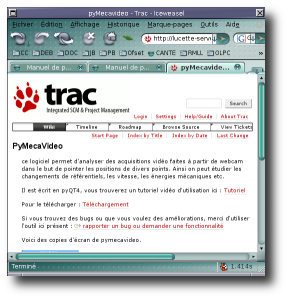 pyMecavideo - Trac - Iceweasel
Fichier Édition Affichage Historique Marque-pages Outils Aide
http://lucette-serv
CC DEB DOC JB PB Ofset CANTE RMLL OLPC
Manuel de p... Manuel de p... pyMecavide...
trac
Integrated SCM & Project Management
Search
Login Settings Help/Guide About Trac
Wiki Timeline Roadmap Browse Source View Tickets
Start Page Index by Title Index by Date Last Change
PyMecaVideo
ce logiciel permet d'analyser des acquisitions vidéo faites à partir de webcam
dans le but de pointer les positions de divers points. Ainsi on peut étudier les
changements de référentiels, les vitesse, les énergies mécaniques etc.
Il est écrit en pyQT4, vous trouverez un tutoriel vidéo d'utilisation ici : Tutoriel
Pour le télécharger : Téléchargement
Si vous trouvez des bugs ou que vous voulez des améliorations, merci d'utiliser
l'outil ici présent : rapporter un bug ou demander une fonctionnalité
Voici des copies d'écran de pymecavideo.
Terminé 1.414s